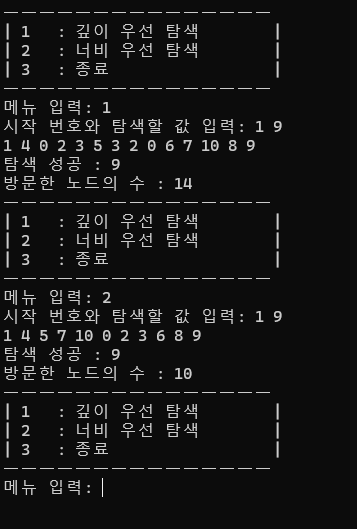 | 1 : 깊이 우선 탐색 |
| 2 : 너비 우선 탐색 |
| 3 : 종료 |
메뉴 입력: 1
시작 번호와 탐색할 값 입력: 1 9
1 4 0 2 3 5 3 2 0 6 7 10 8 9
탐색 성공 : 9
방문한 노드의 수 : 14
| 1 : 깊이 우선 탐색 |
| 2 : 너비 우선 탐색 |
| 3 : 종료 |
메뉴 입력: 2
시작 번호와 탐색할 값 입력: 1 9
1 4 5 7 10 0 2 3 6 8 9
탐색 성공 : 9
방문한 노드의 수 : 10
| 1 : 깊이 우선 탐색 |
| 2 : 너비 우선 탐색 |
| 3 : 종료 |
메뉴 입력: